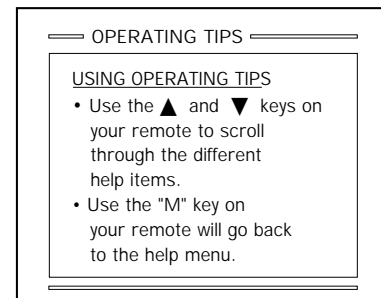 OPERATING TIPS
USING OPERATING TIPS
• Use the ▲ and ▼ keys on
your remote to scroll
through the different
help items.
• Use the "M" key on
your remote will go back
to the help menu.